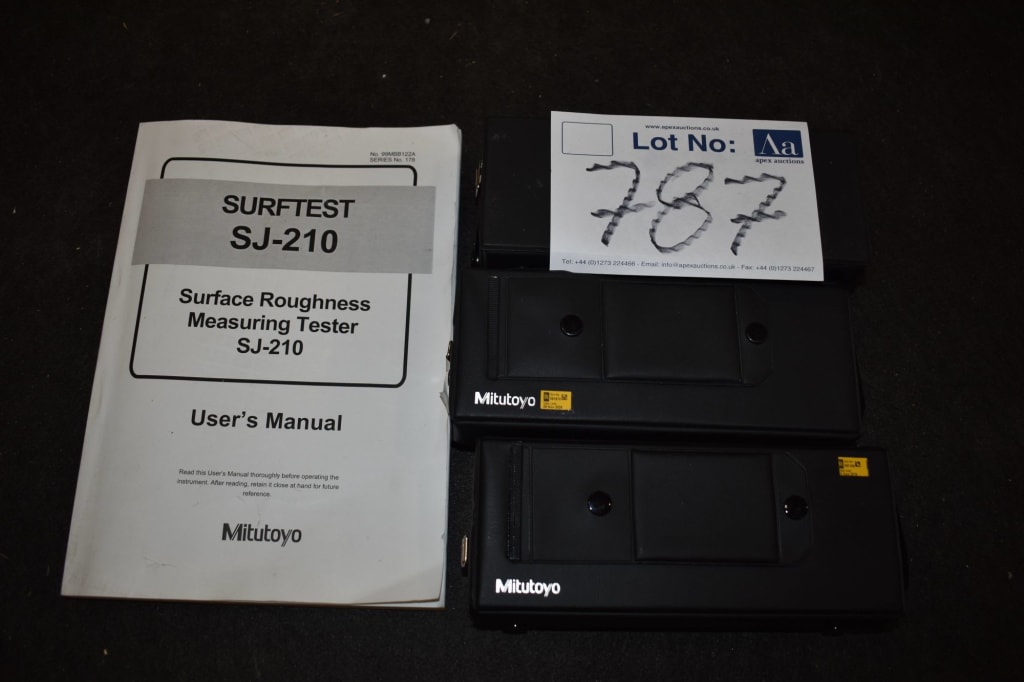 No. 99MBB122A
SERIES No. 178
SURFTEST
SJ-210
Surface Roughness
Measuring Tester
SJ-210
User's Manual
Read this User's Manual thoroughly before operating the
instrument. After reading, retain it close at hand for future
reference.
Mitutoyo
www.apexauctions.co.uk
Lot No:
Aa
apex auctions
787
Tel: +44 (0)1273 224466 - Email: info@apexauctions.co.uk - Fax: +44 (0)1273 224467
Mitutoyo
Mitutoyo